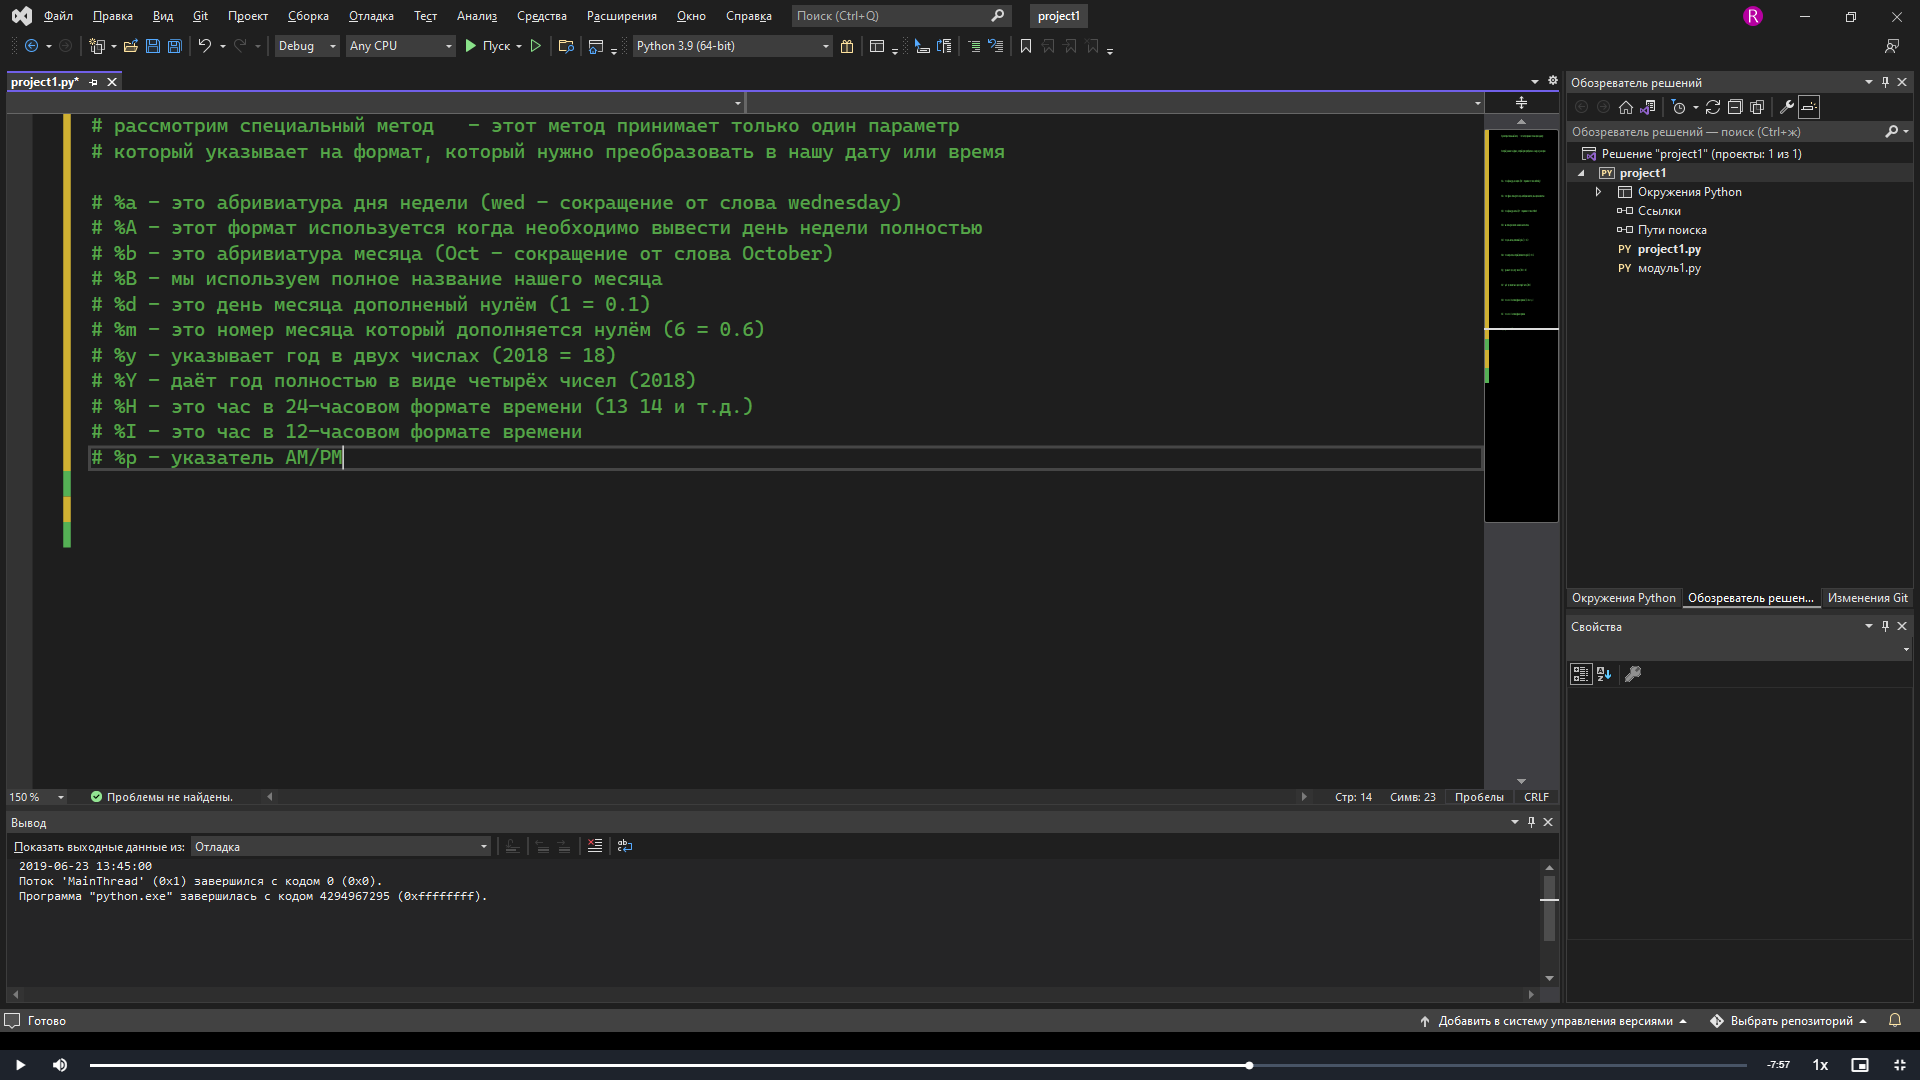 Файл Правка Вид Git Проект Сборка Отладка Тест Анализ Средства Расширения Окно Справка Поиск (Ctrl+Q) project1 R
Debug Any CPU Пуск Python 3.9 (64-bit)
project1.py*
# рассмотрим специальный метод - этот метод принимает только один параметр
# который указывает на формат, который нужно преобразовать в нашу дату или время
# %a - это абривиатура дня недели (wed - сокращение от слова wednesday)
# %A - этот формат используется когда необходимо вывести день недели полностью
# %b - это абривиатура месяца (Oct - сокращение от слова October)
# %B - мы используем полное название нашего месяца
# %d - это день месяца дополненый нулём (1 = 0.1)
# %m - это номер месяца который дополняется нулём (6 = 0.6)
# %y - указывает год в двух числах (2018 = 18)
# %Y - даёт год полностью в виде четырёх чисел (2018)
# %H - это час в 24-часовом формате времени (13 14 и т.д.)
# %I - это час в 12-часовом формате времени
# %p - указатель AM/PM
150 % Проблемы не найдены. Стр: 14 Симв: 23 Пробелы CRLF
Вывод
Показать выходные данные из: Отладка
2019-06-23 13:45:00
Поток 'MainThread' (0x1) завершился с кодом 0 (0x0).
Программа "python.exe" завершилась с кодом 4294967295 (0xffffffff).
Обозреватель решений
Обозреватель решений — поиск (Ctrl+ж)
Решение "project1" (проекты: 1 из 1)
PY project1
Окружения Python
Ссылки
Пути поиска
PY project1.py
PY модуль1.py
Окружения Python Обозреватель решен... Изменения Git
Свойства
Готово Добавить в систему управления версиями Выбрать репозиторий
-7:57 1x